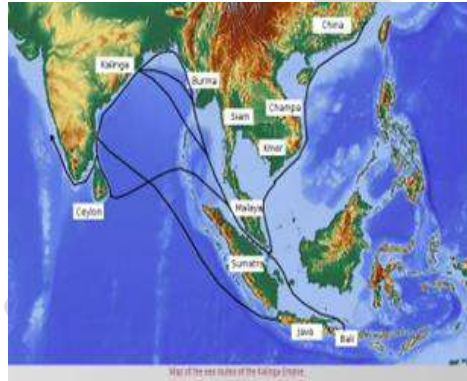 China
Kalinga
Burma
Champa
Siam
Kmer
Malaya
Ceylon
Sumatra
Java
Bali
Map of the sea routes of the Kalinga Empire